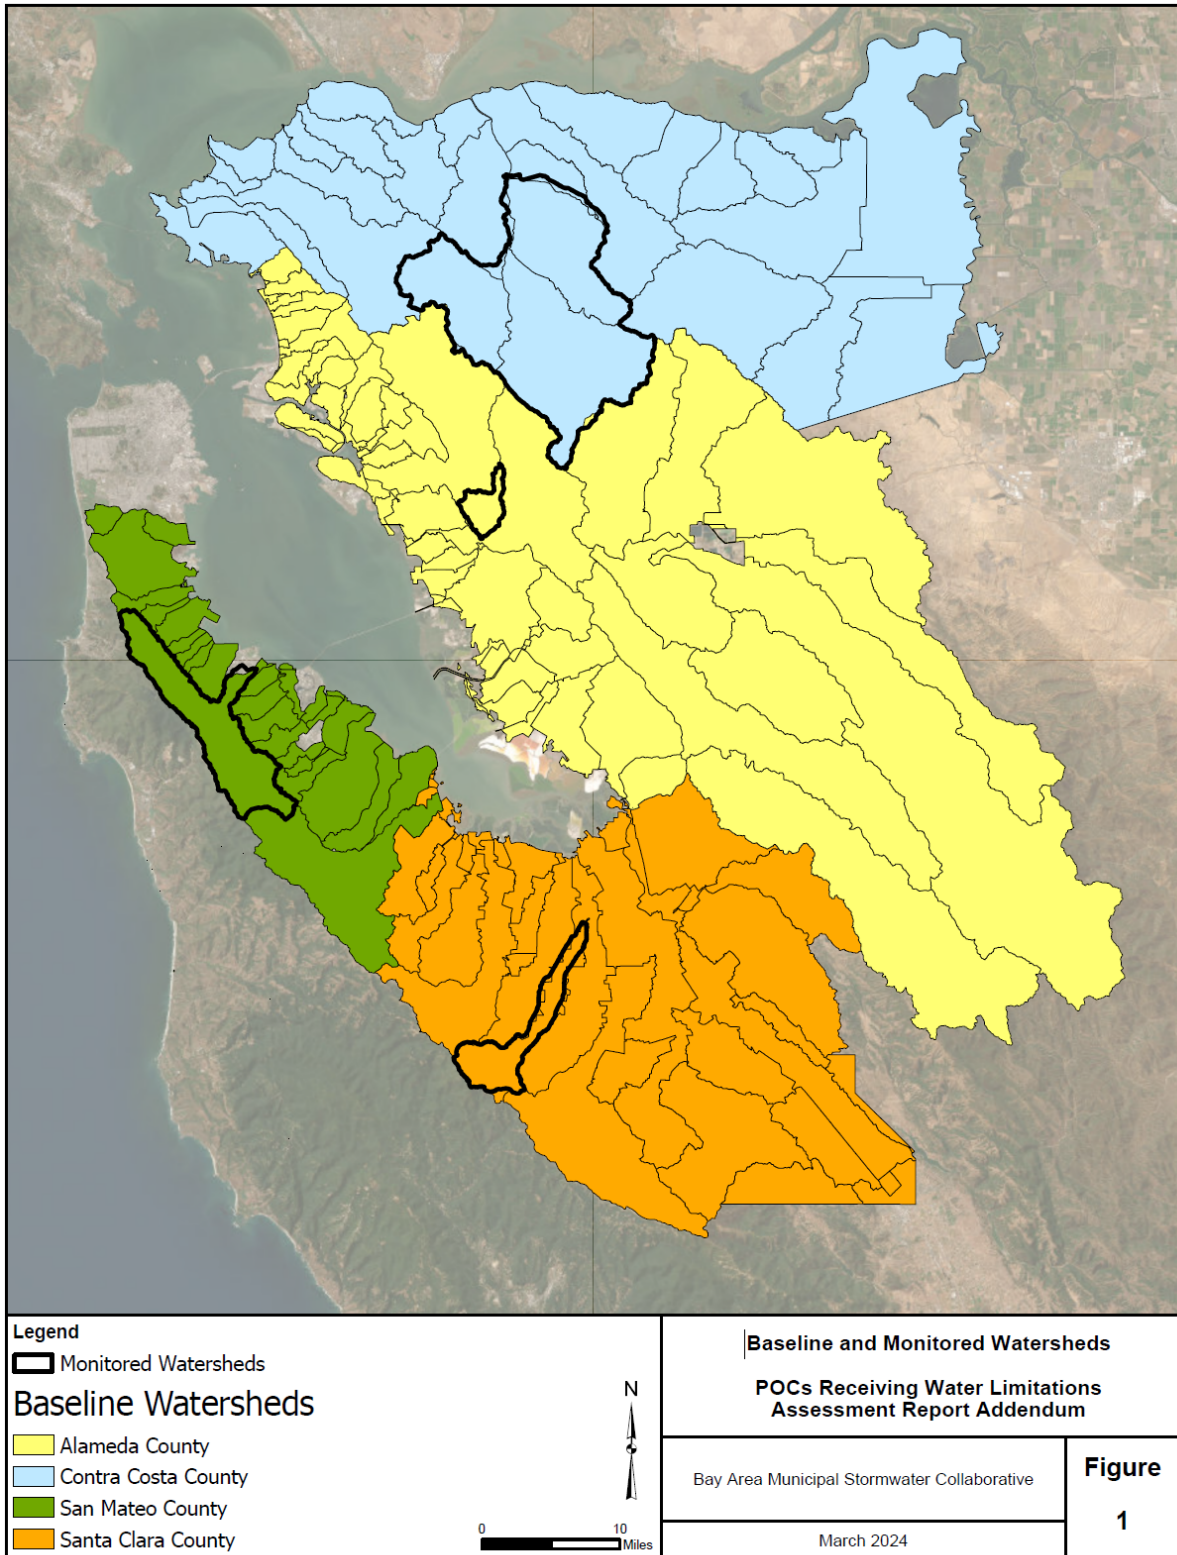 Legend
Monitored Watersheds
Baseline Watersheds
Alameda County
Contra Costa County
San Mateo County
Santa Clara County
N
0 10
Miles
Baseline and Monitored Watersheds
POCs Receiving Water Limitations
Assessment Report Addendum
Bay Area Municipal Stormwater Collaborative
March 2024
Figure
1